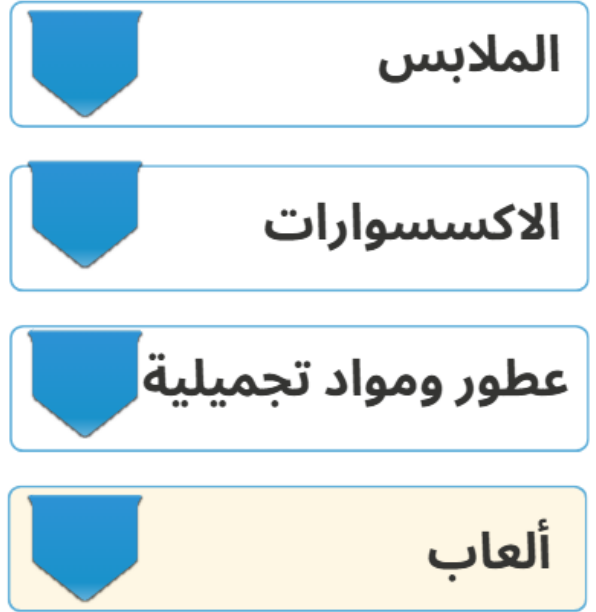 الملابس
الاكسسوارات
عطور ومواد تجميلية
ألعاب